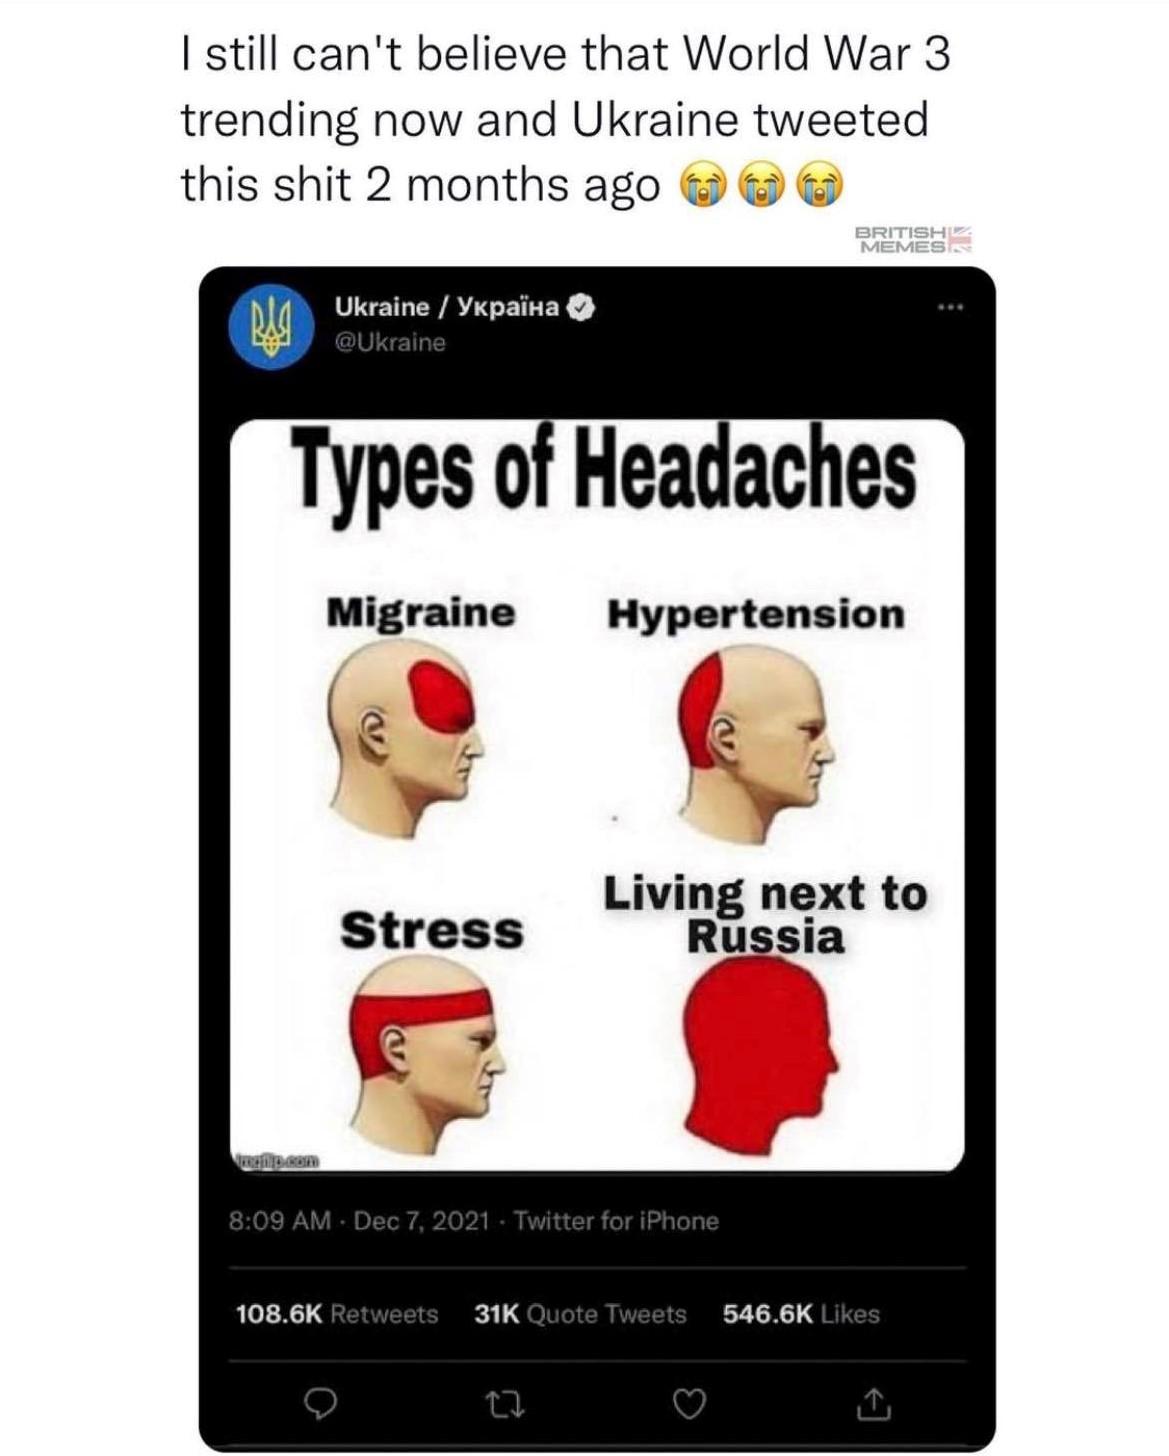 I still can't believe that World War 3
trending now and Ukraine tweeted
this shit 2 months ago 😭😭😭
BRITISH
MEMES
Ukraine / Україна
@Ukraine
Types of Headaches
Migraine
Hypertension
Stress
Living next to
Russia
imgflip.com
8:09 AM · Dec 7, 2021 · Twitter for iPhone
108.6K Retweets 31K Quote Tweets 546.6K Likes